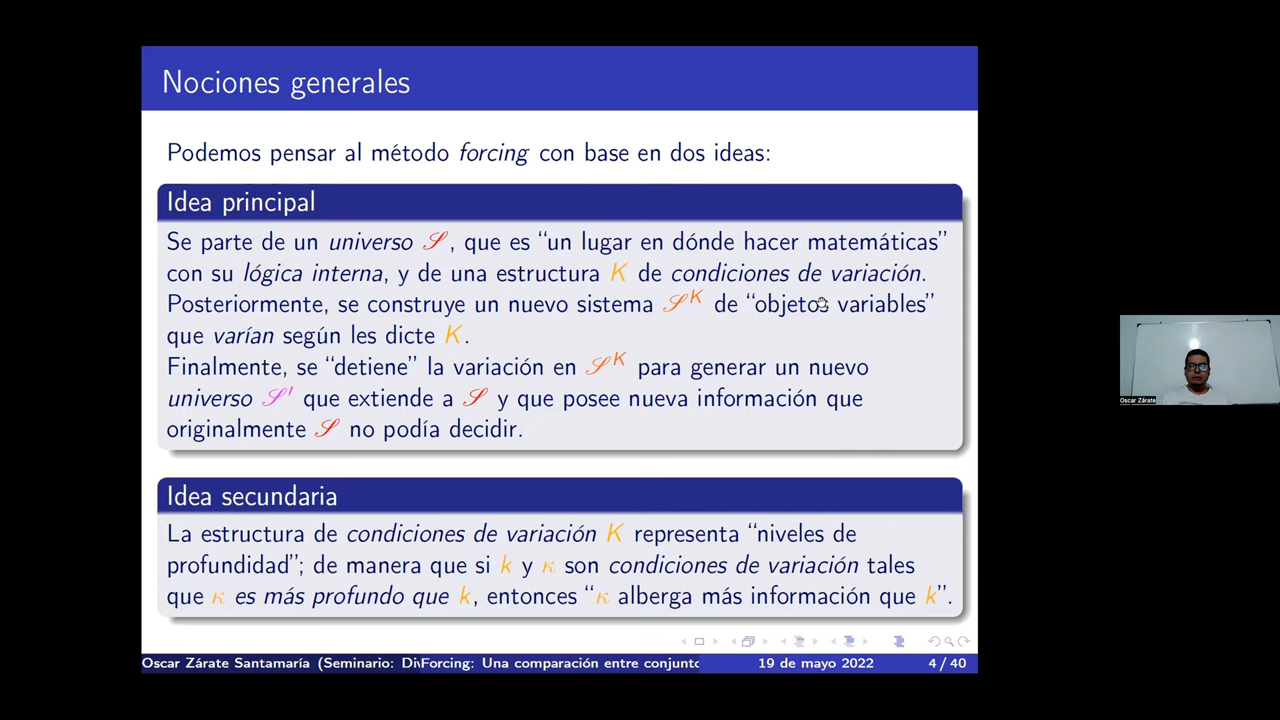 Nociones generales
Podemos pensar al método forcing con base en dos ideas:
Idea principal
Se parte de un universo 𝒮, que es “un lugar en dónde hacer matemáticas”
con su lógica interna, y de una estructura K de condiciones de variación.
Posteriormente, se construye un nuevo sistema 𝒮ᴷ de “objetos variables”
que varían según les dicte K.
Finalmente, se “detiene” la variación en 𝒮ᴷ para generar un nuevo
universo 𝒮′ que extiende a 𝒮 y que posee nueva información que
originalmente 𝒮 no podía decidir.
Idea secundaria
La estructura de condiciones de variación K representa “niveles de
profundidad”; de manera que si k y κ son condiciones de variación tales
que κ es más profundo que k, entonces “κ alberga más información que k”.
Oscar Zárate Santamaría (Seminario: Di Forcing: Una comparación entre conjunto 19 de mayo 2022 4 / 40
Oscar Zárate